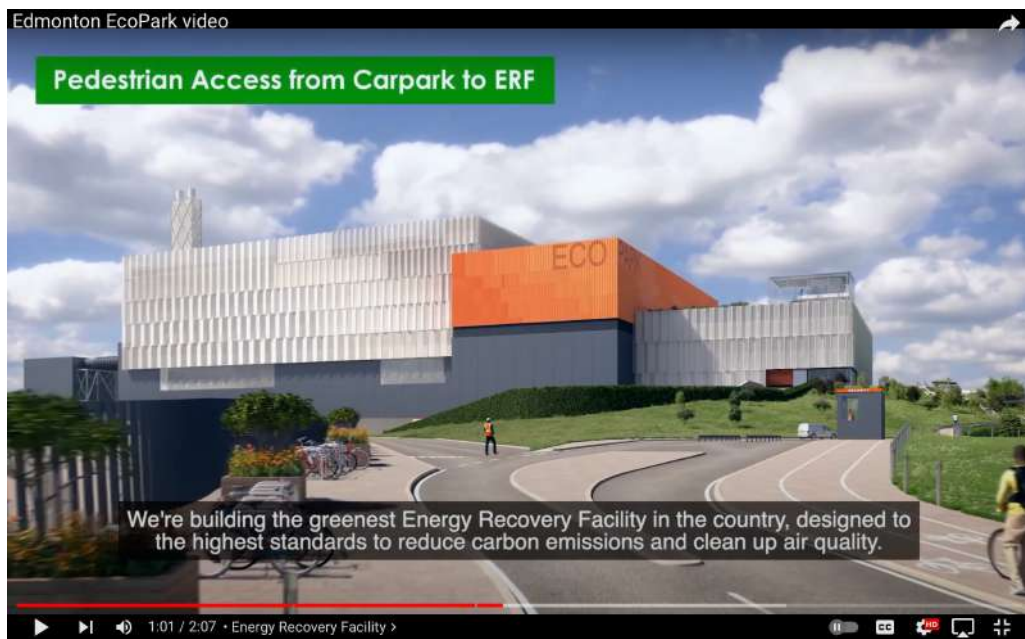 Edmonton EcoPark video
Pedestrian Access from Carpark to ERF
ECO
We're building the greenest Energy Recovery Facility in the country, designed to
the highest standards to reduce carbon emissions and clean up air quality.
1:01 / 2:07 • Energy Recovery Facility >
CC
HD